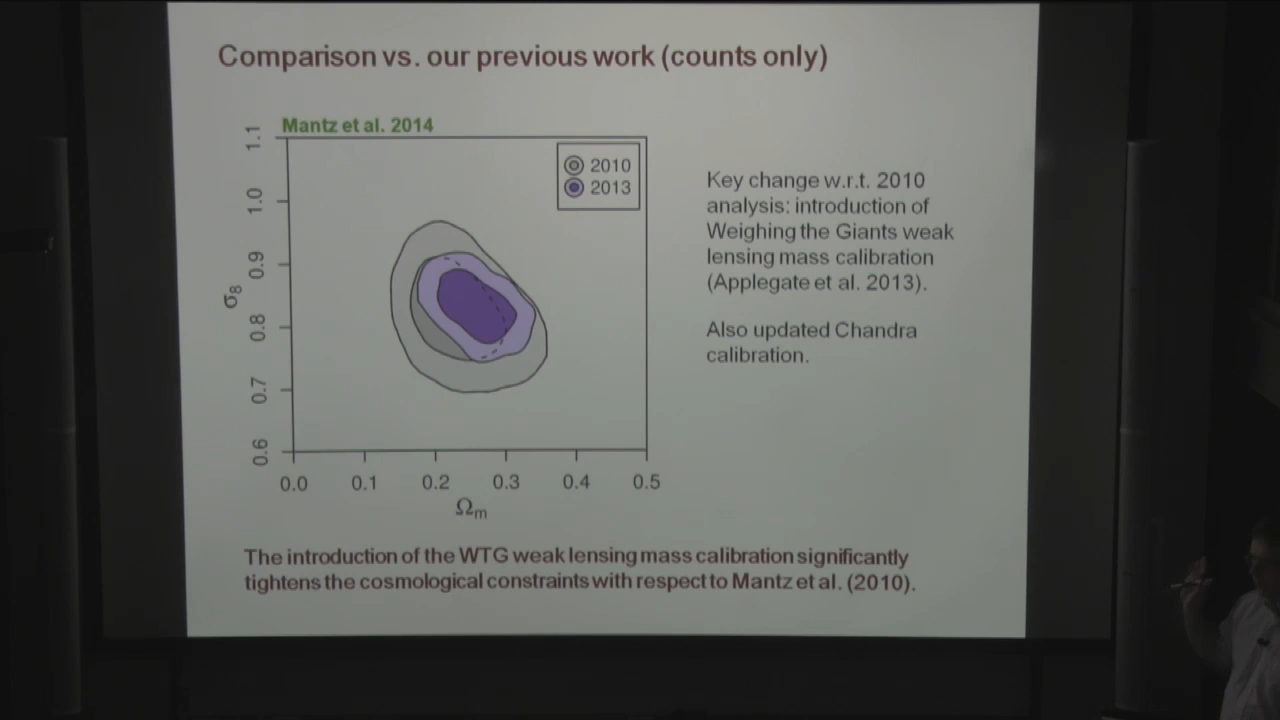 Comparison vs. our previous work (counts only)
Mantz et al. 2014
2010
2013
1.1
1.0
0.9
0.8
0.7
0.6
σ8
0.0 0.1 0.2 0.3 0.4 0.5
Ωm
Key change w.r.t. 2010
analysis: introduction of
Weighing the Giants weak
lensing mass calibration
(Applegate et al. 2013).
Also updated Chandra
calibration.
The introduction of the WTG weak lensing mass calibration significantly
tightens the cosmological constraints with respect to Mantz et al. (2010).